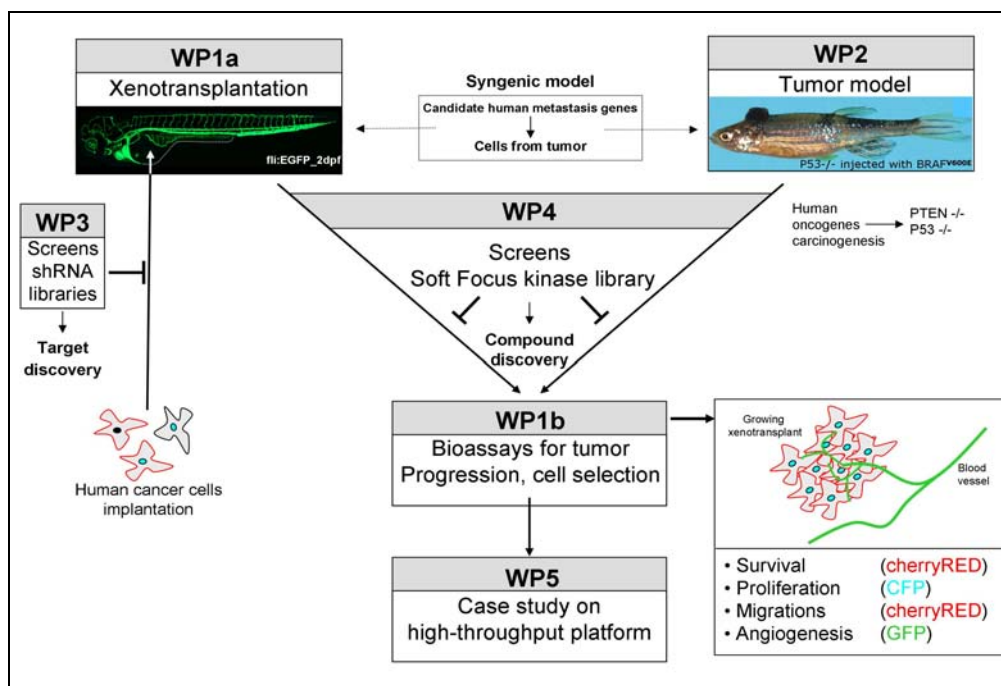 WP1a
Xenotransplantation
fli:EGFP_2dpf
Syngenic model
Candidate human metastasis genes
Cells from tumor
WP2
Tumor model
P53-/- injected with BRAFV600E
WP3
Screens
shRNA
libraries
Target
discovery
Human cancer cells
implantation
WP4
Screens
Soft Focus kinase library
Compound
discovery
Human
oncogenes
carcinogenesis
PTEN -/-
P53 -/-
WP1b
Bioassays for tumor
Progression, cell selection
WP5
Case study on
high-throughput platform
Growing
xenotransplant
Blood
vessel
• Survival (cherryRED)
• Proliferation (CFP)
• Migrations (cherryRED)
• Angiogenesis (GFP)